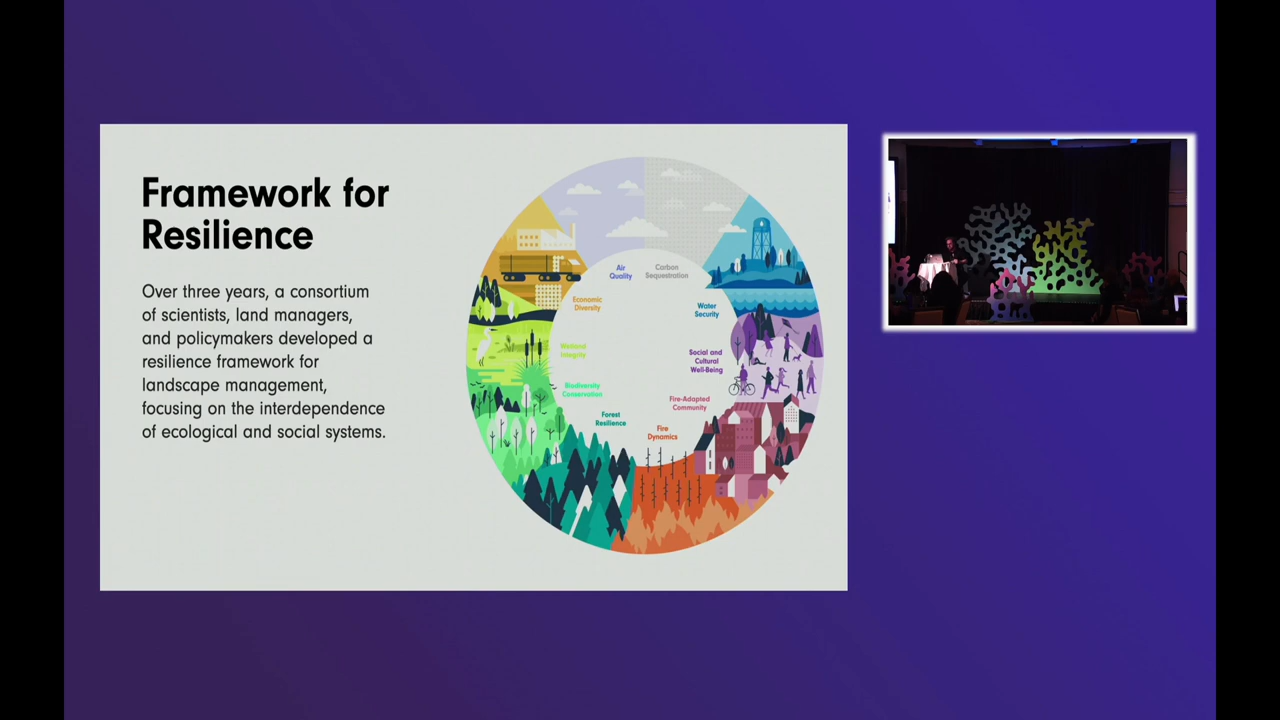 Framework for
Resilience
Over three years, a consortium
of scientists, land managers,
and policymakers developed a
resilience framework for
landscape management,
focusing on the interdependence
of ecological and social systems.
Air
Quality
Carbon
Sequestration
Economic
Diversity
Water
Security
Wetland
Integrity
Social and
Cultural
Well-Being
Biodiversity
Conservation
Fire-Adapted
Community
Forest
Resilience
Fire
Dynamics